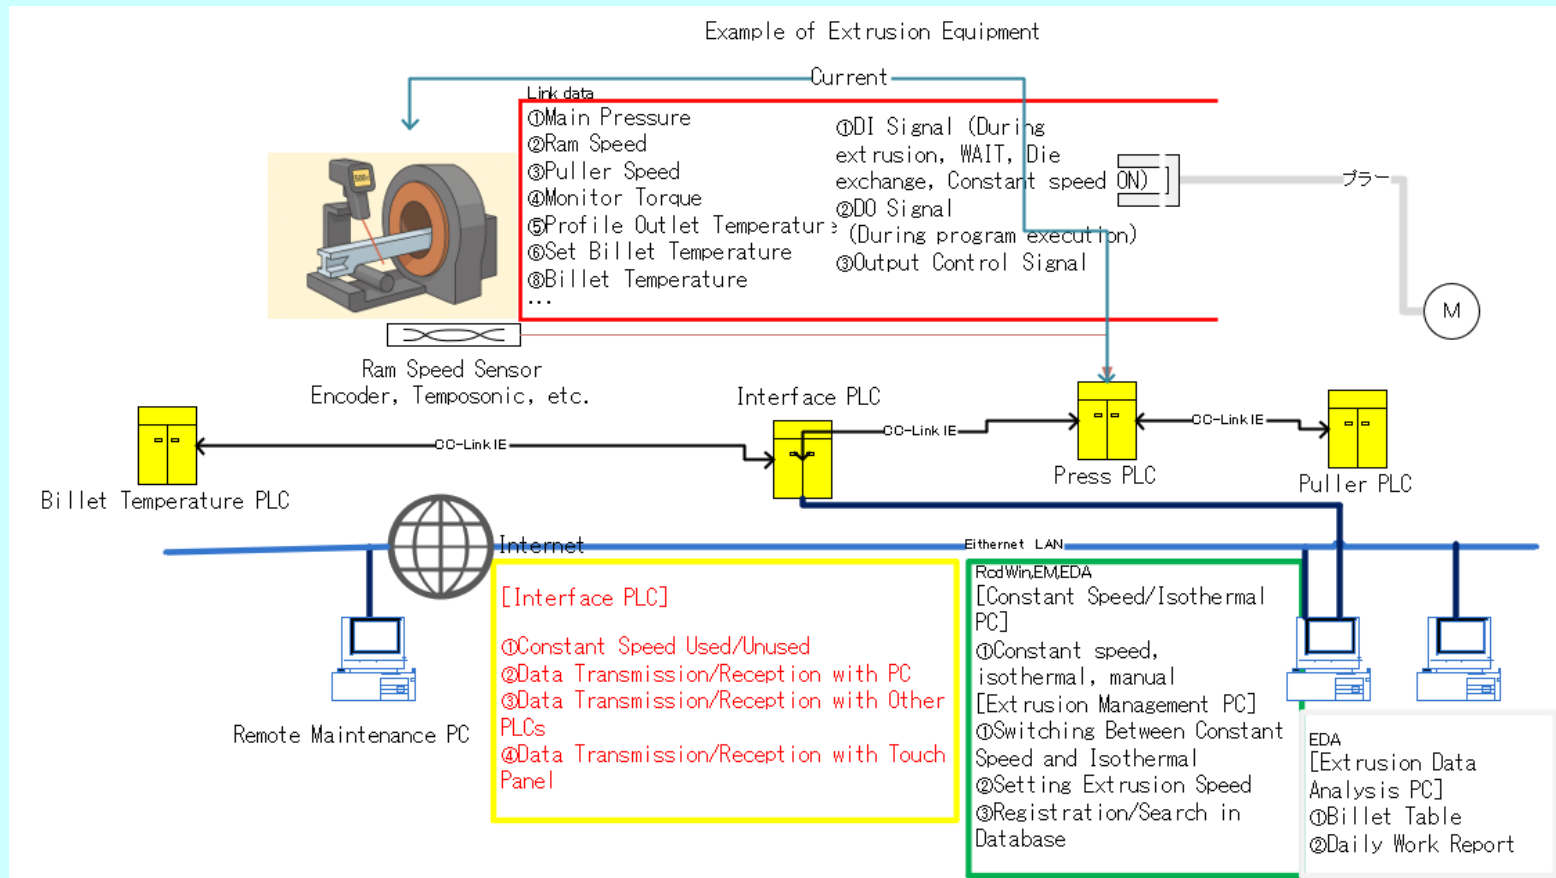 Example of Extrusion Equipment
Current
Link data
①Main Pressure
②Ram Speed
③Puller Speed
④Monitor Torque
⑤Profile Outlet Temperature
⑥Set Billet Temperature
⑧Billet Temperature
...
①DI Signal (During
extrusion, WAIT, Die
exchange, Constant speed ON)
②DO Signal
(During program execution)
③Output Control Signal
]
プラー
M
500
Ram Speed Sensor
Encoder, Temposonic, etc.
Interface PLC
CC-Link IE
CC-Link IE
CC-Link IE
Billet Temperature PLC
Press PLC
Puller PLC
Internet
Eithernet LAN
Remote Maintenance PC
[Interface PLC]
①Constant Speed Used/Unused
②Data Transmission/Reception with PC
③Data Transmission/Reception with Other
PLCs
④Data Transmission/Reception with Touch
Panel
RcdWin,EM,EDA
[Constant Speed/Isothermal
PC]
①Constant speed,
isothermal, manual
[Extrusion Management PC]
①Switching Between Constant
Speed and Isothermal
②Setting Extrusion Speed
③Registration/Search in
Database
EDA
[Extrusion Data
Analysis PC]
①Billet Table
②Daily Work Report